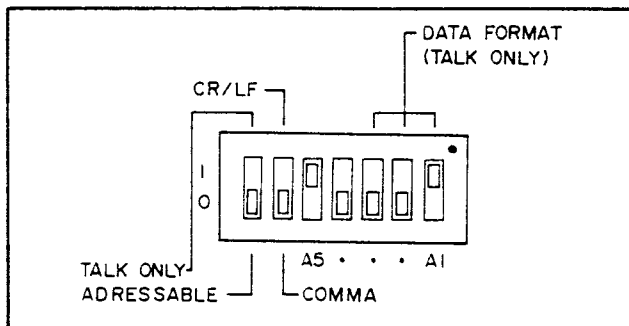 DATA FORMAT
(TALK ONLY)
CR/LF
I
O
A5 · · · A1
TALK ONLY
ADRESSABLE
COMMA